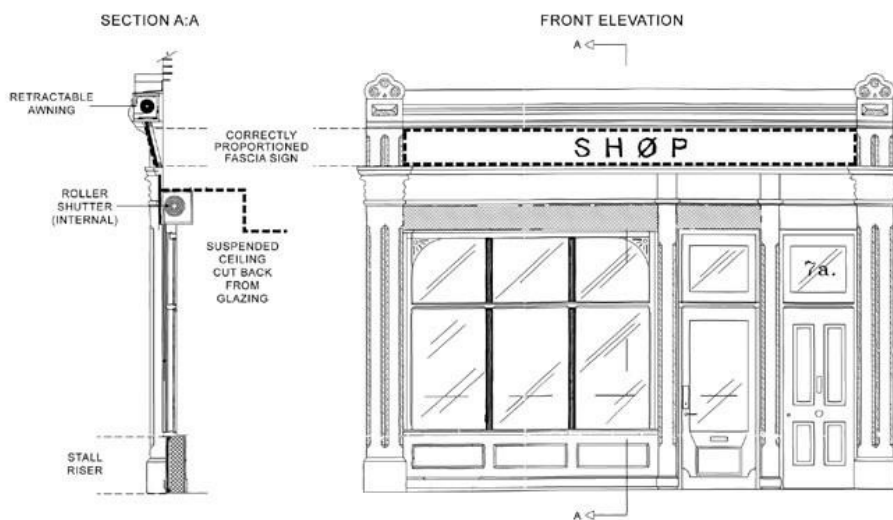 SECTION A:A
FRONT ELEVATION
A
RETRACTABLE
AWNING
CORRECTLY
PROPORTIONED
FASCIA SIGN
SHØP
ROLLER
SHUTTER
(INTERNAL)
SUSPENDED
CEILING
CUT BACK
FROM
GLAZING
7a.
STALL
RISER
A